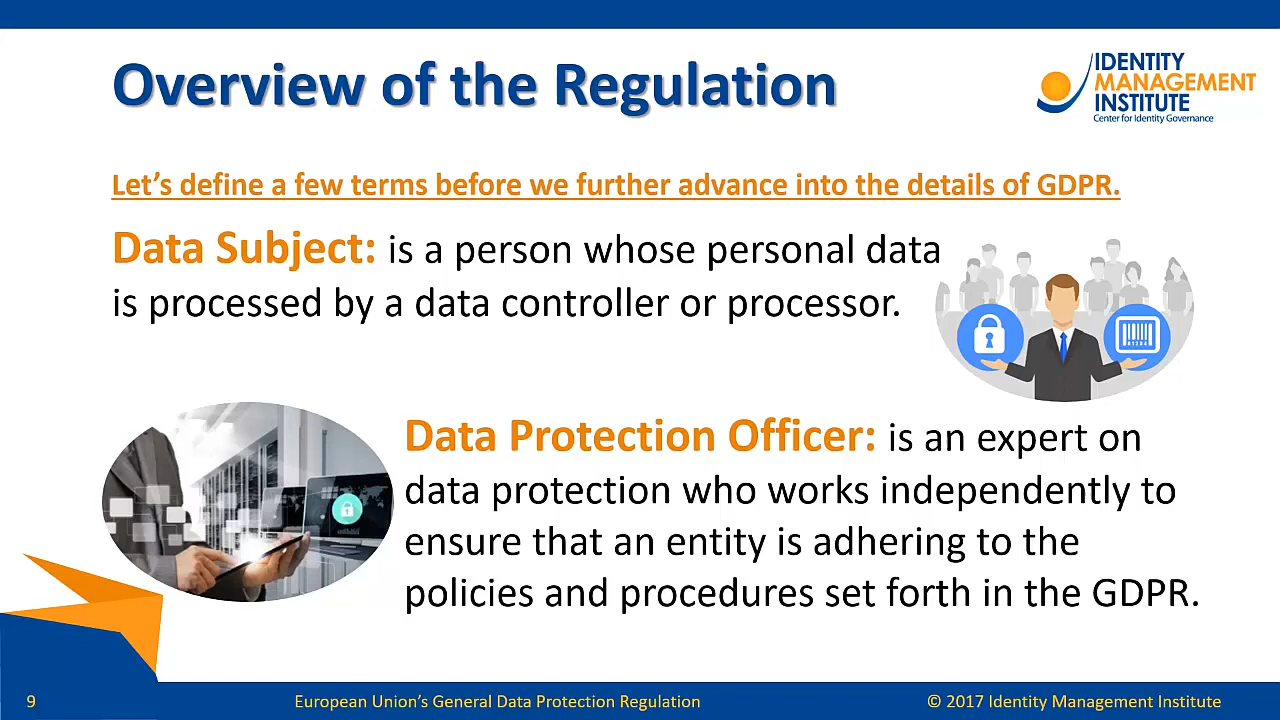 Overview of the Regulation
IDENTITY
MANAGEMENT
INSTITUTE
Center for Identity Governance
Let’s define a few terms before we further advance into the details of GDPR.
Data Subject: is a person whose personal data
is processed by a data controller or processor.
Data Protection Officer: is an expert on
data protection who works independently to
ensure that an entity is adhering to the
policies and procedures set forth in the GDPR.
9
European Union’s General Data Protection Regulation
© 2017 Identity Management Institute